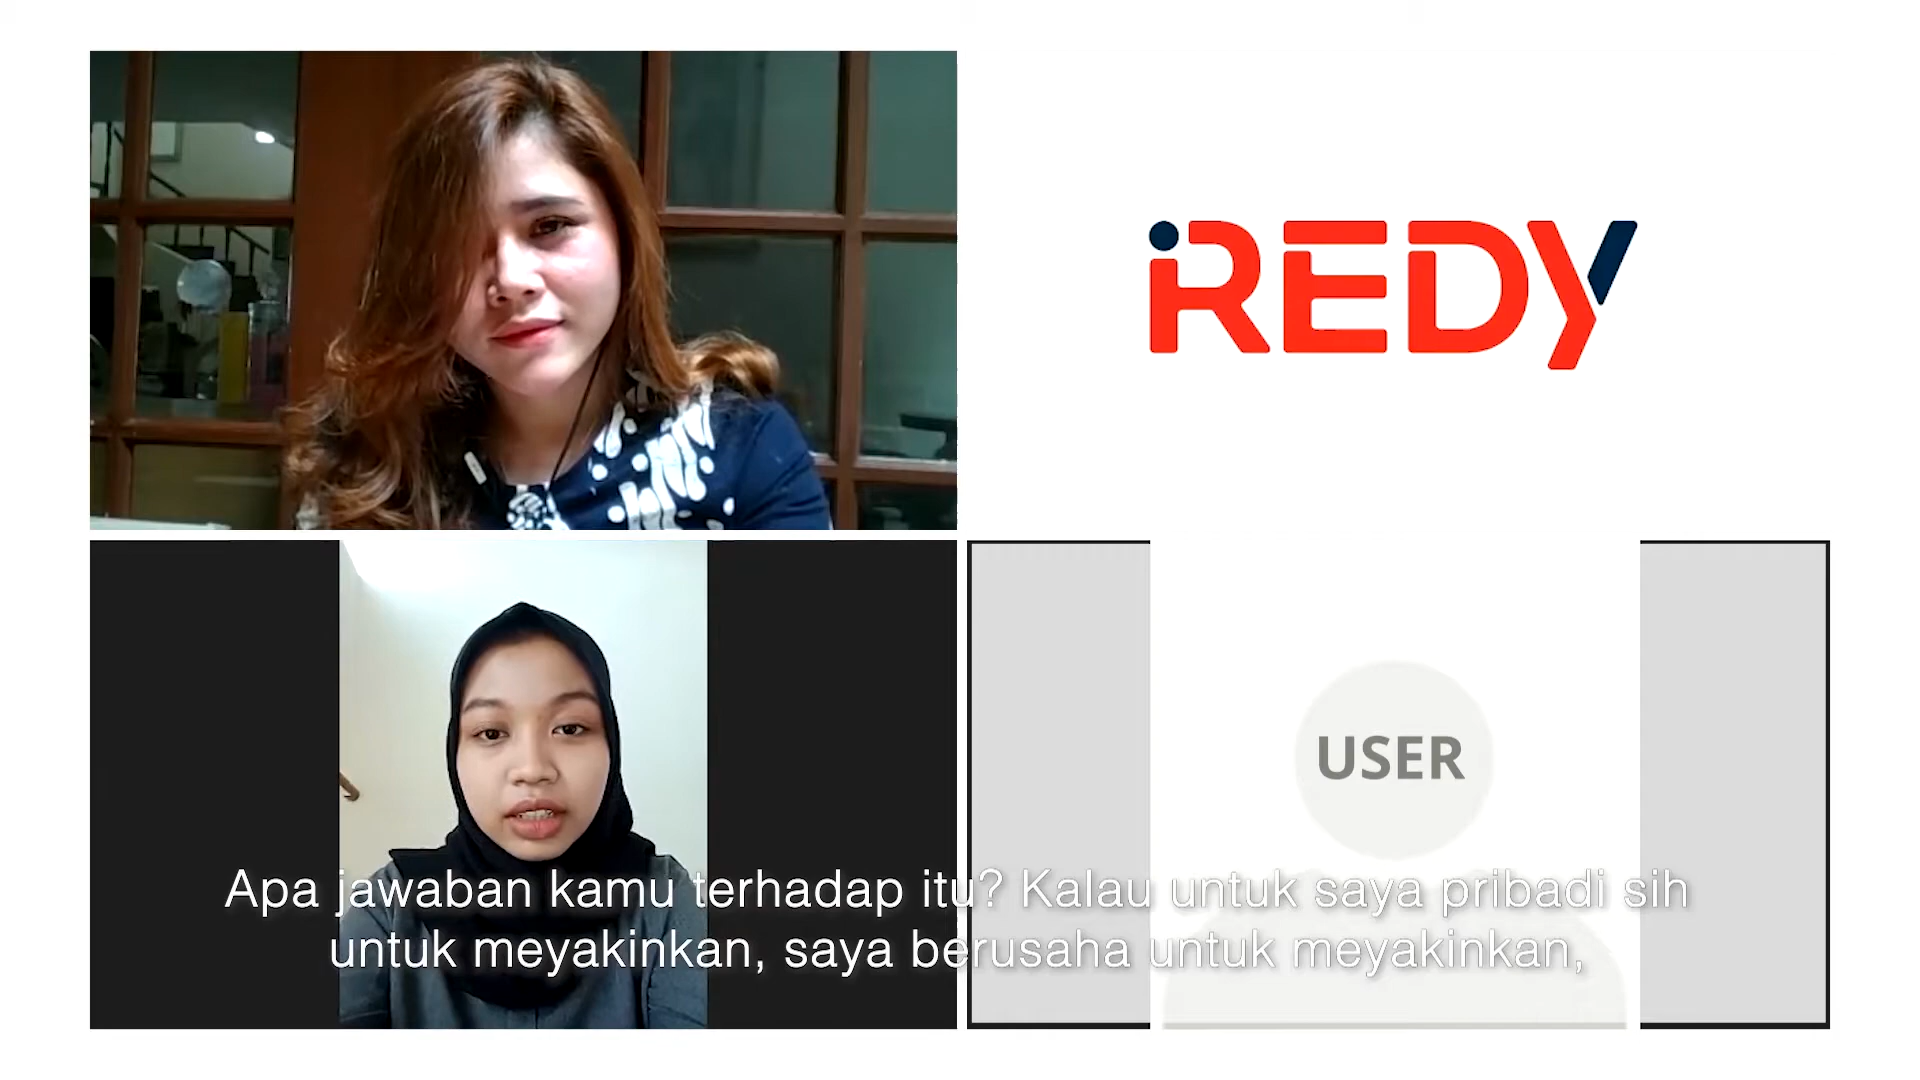 iREDY
USER
Apa jawaban kamu terhadap itu? Kalau untuk saya pribadi sih
untuk meyakinkan, saya berusaha untuk meyakinkan,